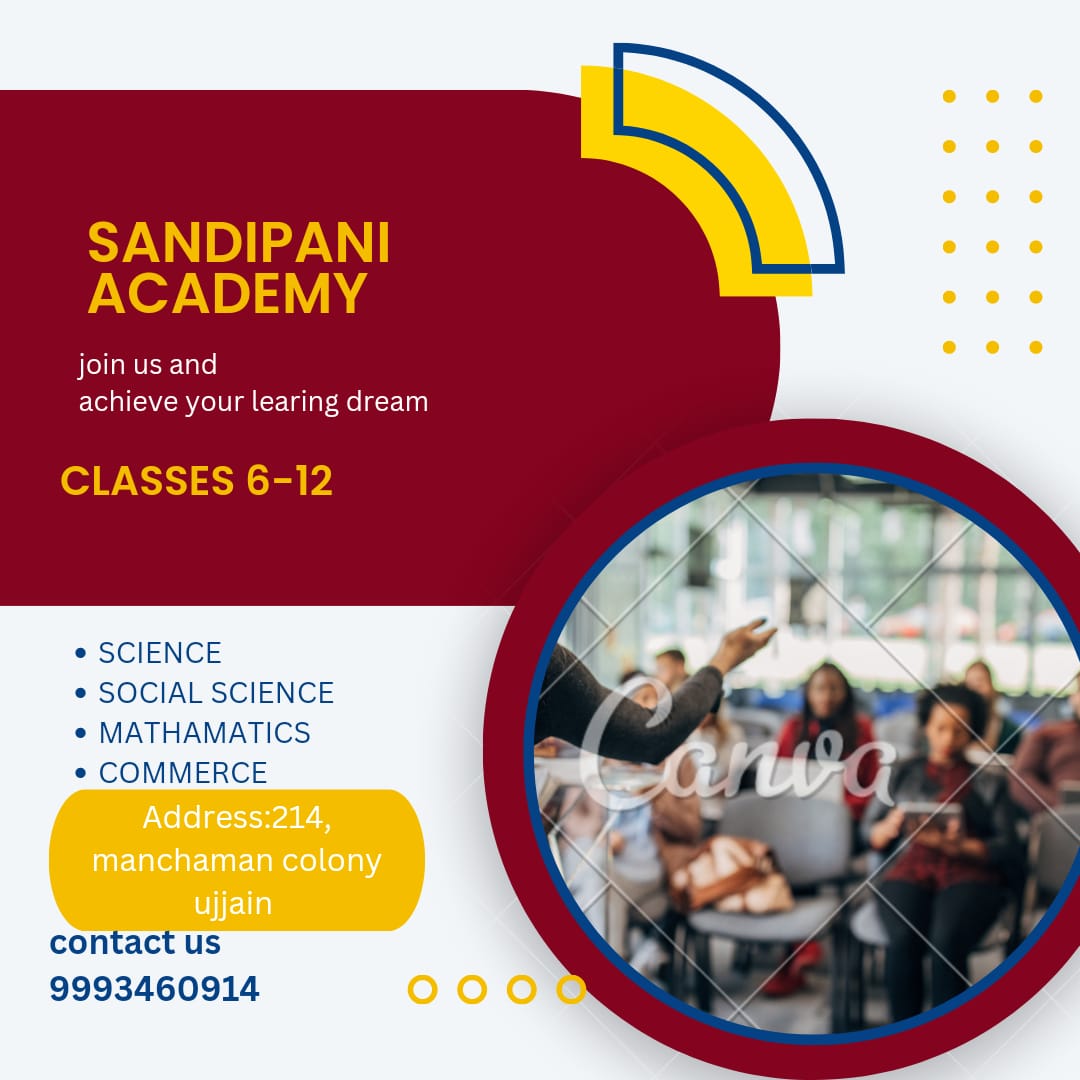 SANDIPANI
ACADEMY
join us and
achieve your learing dream
CLASSES 6-12
• SCIENCE
• SOCIAL SCIENCE
• MATHAMATICS
• COMMERCE
Address:214,
manchaman colony
ujjain
contact us
9993460914
Canva